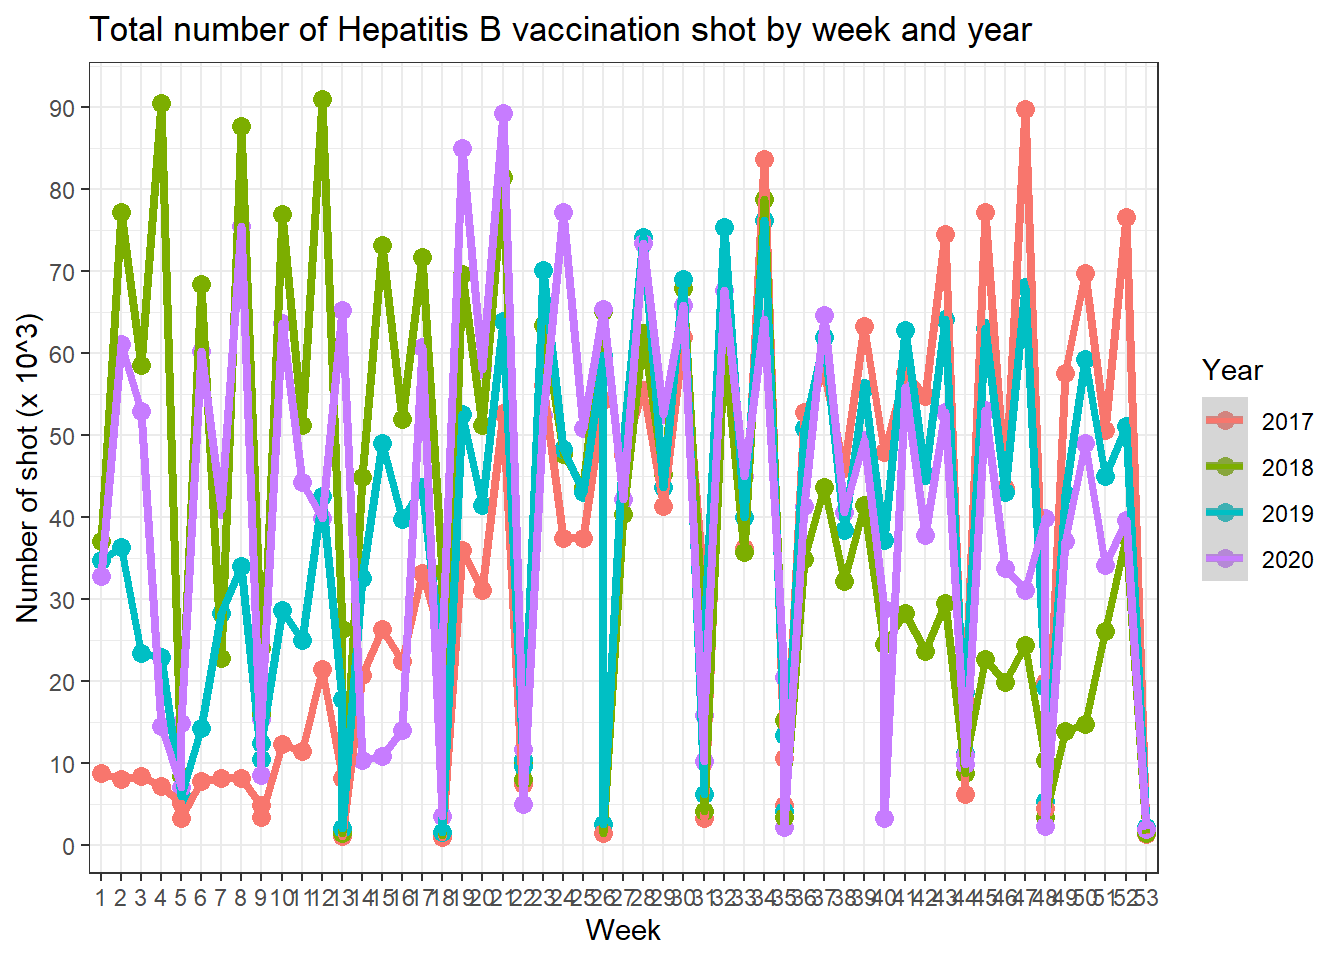 Total number of Hepatitis B vaccination shot by week and year
Number of shot (x 10^3)
90
80
70
60
50
40
30
20
10
0
1 2 3 4 5 6 7 8 9 10 11 12 13 14 15 16 17 18 19 20 21 22 23 24 25 26 27 28 29 30 31 32 33 34 35 36 37 38 39 40 41 42 43 44 45 46 47 48 49 50 51 52 53
Week
Year
2017
2018
2019
2020